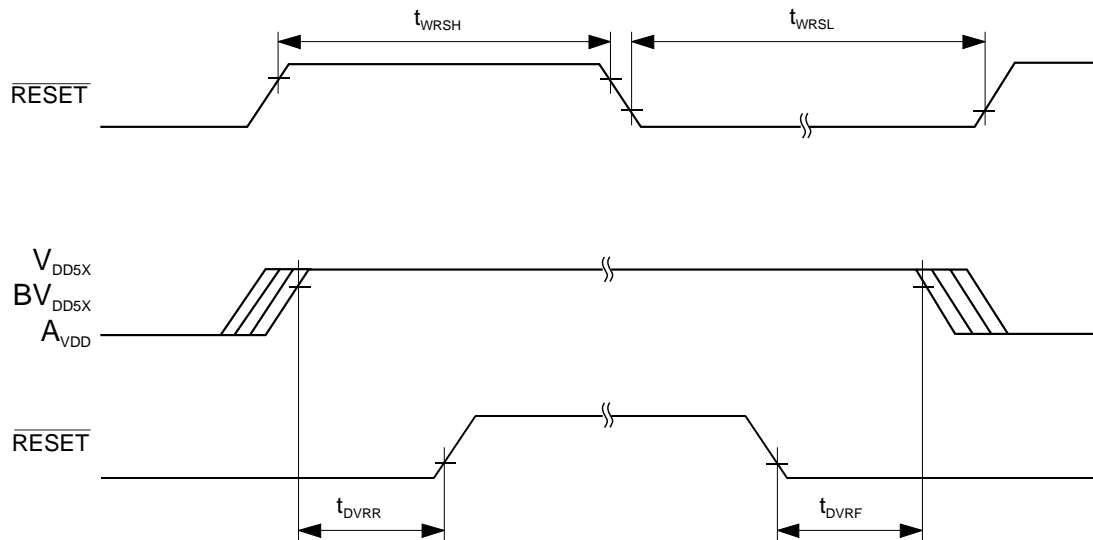 tWRSH
tWRSL
RESET
VDD5X
BVDD5X
AVDD
RESET
tDVRR
tDVRF